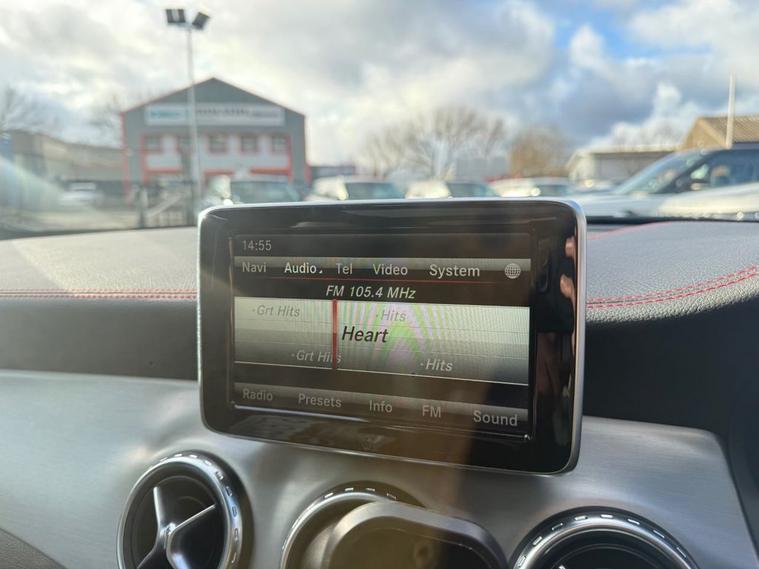 14:55
Navi Audio Tel Video System
FM 105.4 MHz
Grt Hits Hits
Heart
Grt Hits Hits
Radio Presets Info FM Sound